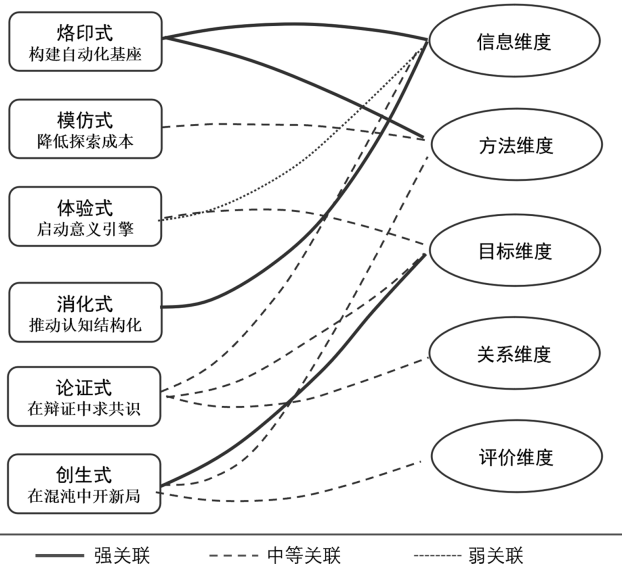 烙印式
构建自动化基座
信息维度
模仿式
降低探索成本
方法维度
体验式
启动意义引擎
目标维度
消化式
推动认知结构化
关系维度
论证式
在辩证中求共识
创生式
在混沌中开新局
评价维度
强关联
中等关联
弱关联